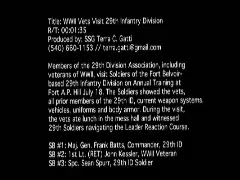 Title: WWII Vets Visit 29th Infantry Division
R/T: 00:01:35
Produced by: SSG Terra C. Gatti
(540) 660-1153 // terra.gatti@gmail.com
Members of the 29th Division Association, including
veterans of WWII, visit Soldiers of the Fort Belvoir-
based 29th Infantry Division on Annual Training at
Fort A.P. Hill July 18. The Soldiers showed the vets,
all prior members of the 29th ID, current weapon systems,
vehicles, uniforms and body armor. During the visit,
the vets ate lunch in the mess hall and witnessed
29th Soldiers navigating the Leader Reaction Course.
SB #1: Maj. Gen. Frank Batts, Commander, 29th ID
SB #2: 1st Lt. (RET) John Kessler, WWII Veteran
SB #3: Spc. Sean Spurr, 29th ID Soldier